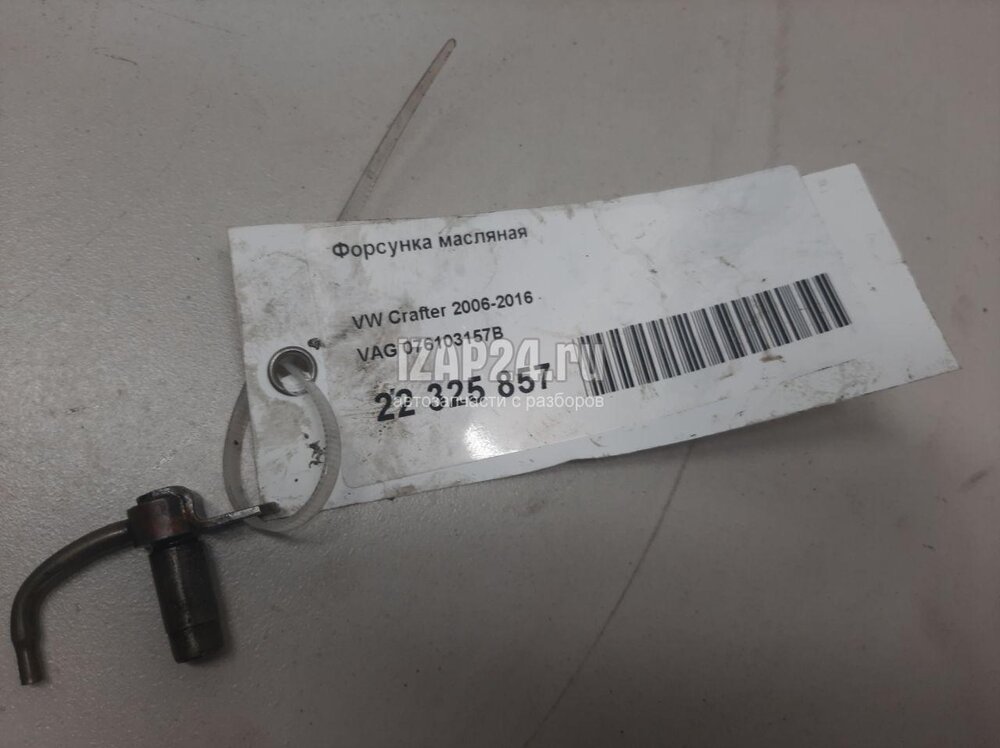 Форсунка масляная
VW Crafter 2006-2016
VAG 076103157B
IZAP24.ru
22 325 857
автозапчасти с разборов